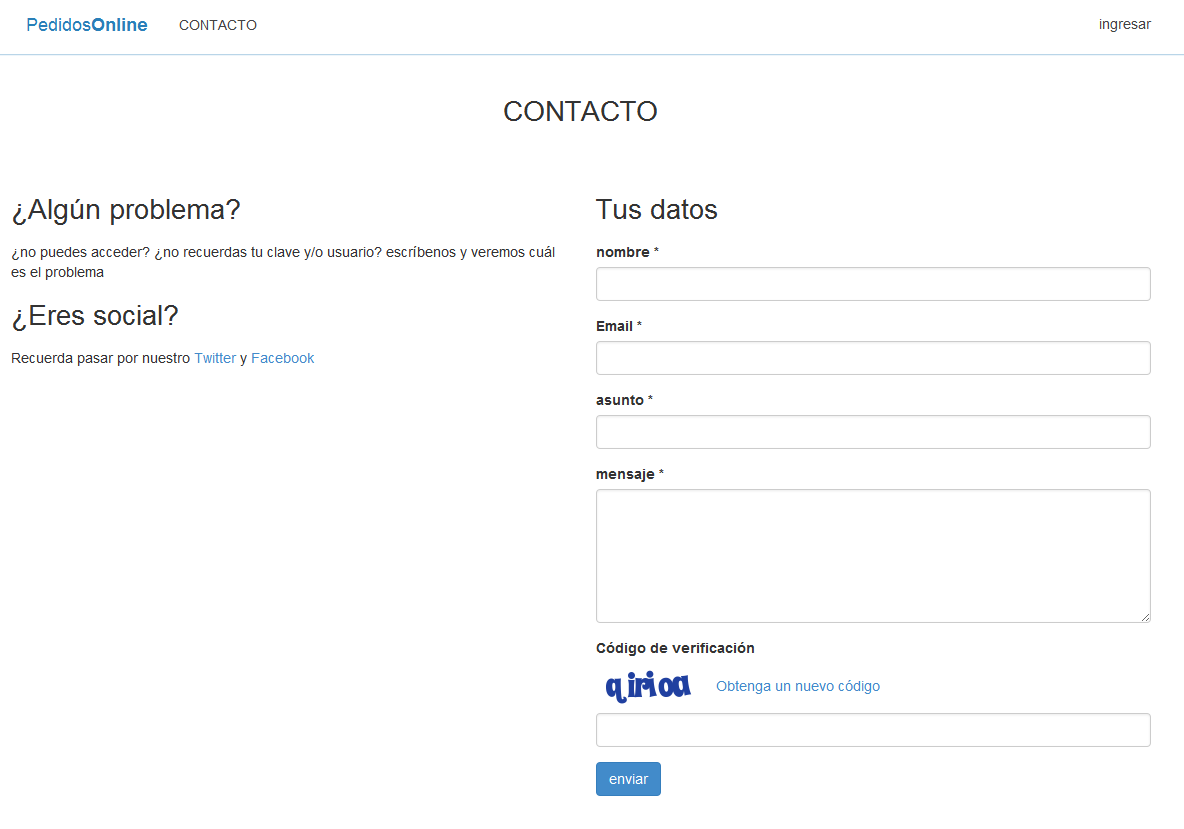 PedidosOnline CONTACTO ingresar
CONTACTO
¿Algún problema?
¿no puedes acceder? ¿no recuerdas tu clave y/o usuario? escríbenos y veremos cuál
es el problema
¿Eres social?
Recuerda pasar por nuestro Twitter y Facebook
Tus datos
nombre *
Email *
asunto *
mensaje *
Código de verificación
qirioa Obtenga un nuevo código
enviar